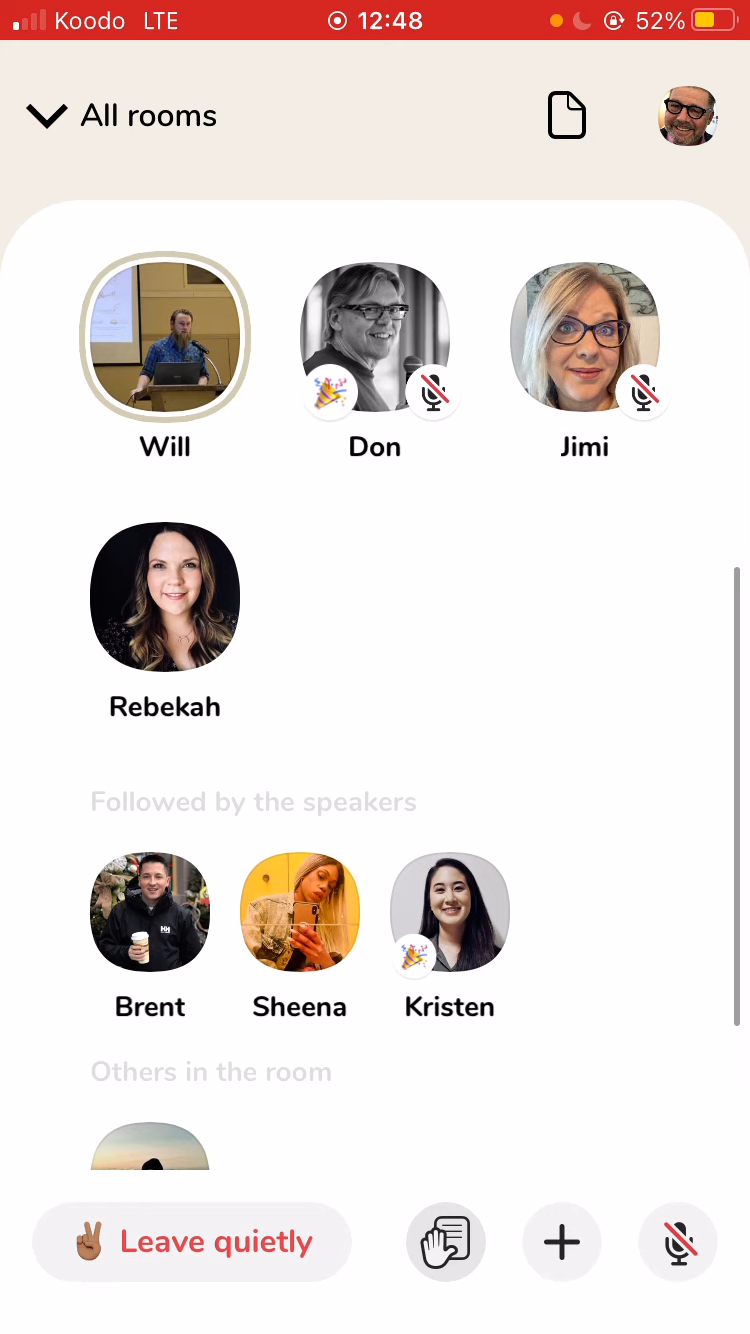 Koodo LTE 12:48 52%
All rooms
Will Don Jimi
Rebekah
Followed by the speakers
HH
Brent Sheena Kristen
Others in the room
Leave quietly